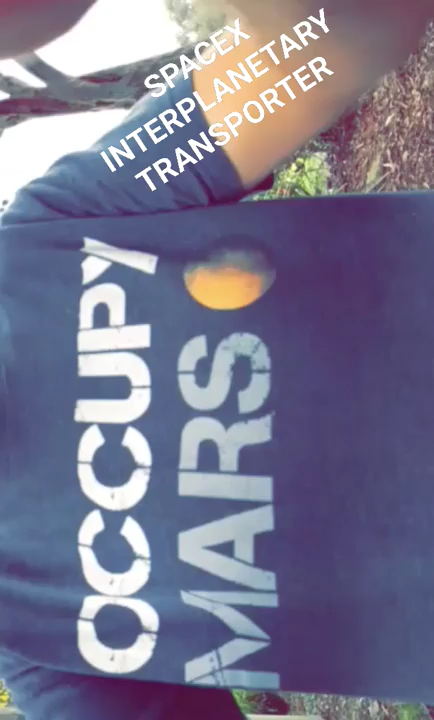 SPACEX
INTERPLANETARY
TRANSPORTER
OCCUPY
MARS